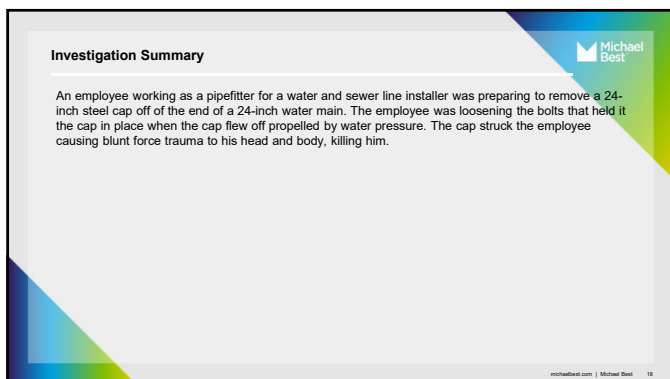 Investigation Summary
Michael
Best
An employee working as a pipefitter for a water and sewer line installer was preparing to remove a 24-
inch steel cap off of the end of a 24-inch water main. The employee was loosening the bolts that held it
the cap in place when the cap flew off propelled by water pressure. The cap struck the employee
causing blunt force trauma to his head and body, killing him.
michaelbest.com | Michael Best 18